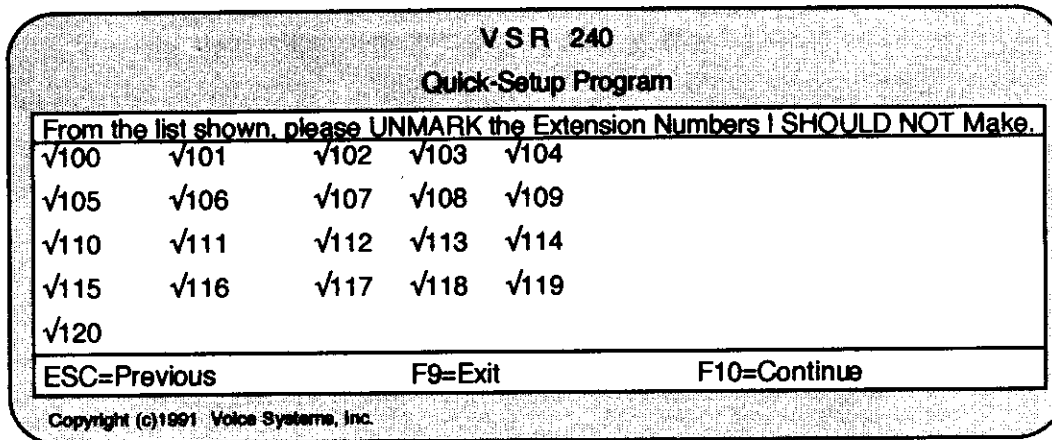 VSR 240
Quick-Setup Program
From the list shown, please UNMARK the Extension Numbers I SHOULD NOT Make.
√100 √101 √102 √103 √104
√105 √106 √107 √108 √109
√110 √111 √112 √113 √114
√115 √116 √117 √118 √119
√120
ESC=Previous F9=Exit F10=Continue
Copyright (c)1991 Voice Systems, Inc.